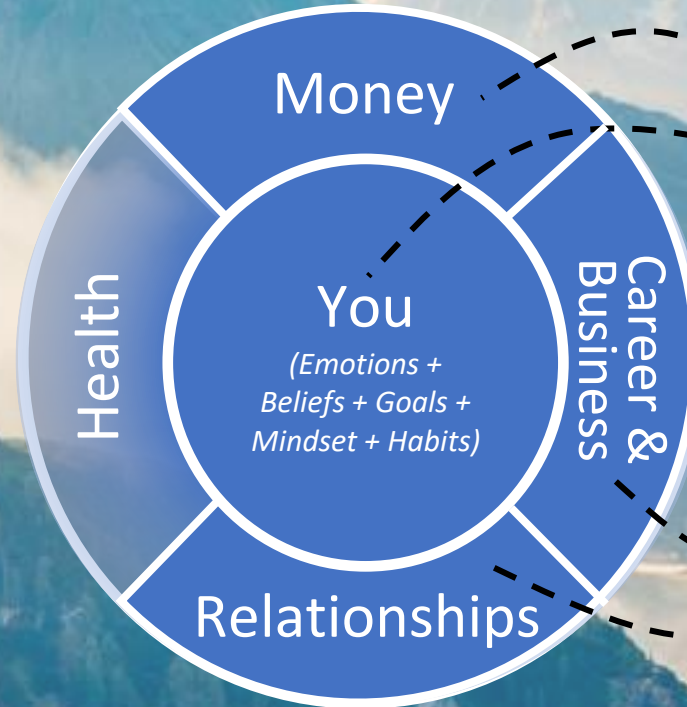 Money
You
(Emotions +
Beliefs + Goals +
Mindset + Habits)
Health
Career &
Business
Relationships